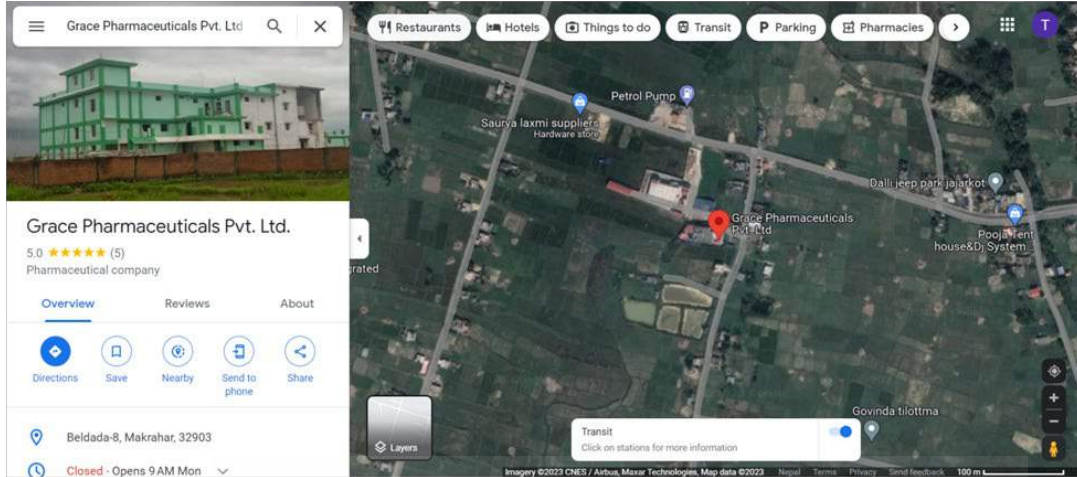 Grace Pharmaceuticals Pvt. Ltd
Restaurants
Hotels
Things to do
Transit
Parking
Pharmacies
T
Petrol Pump
Saurya laxmi suppliers
Hardware store
Dalli jeep park jajarkot
Grace Pharmaceuticals
Pvt. Ltd.
Pooja Tent
house&Dj System...
Grace Pharmaceuticals Pvt. Ltd.
5.0 ★★★★★ (5)
Pharmaceutical company
Overview
Reviews
About
Directions
Save
Nearby
Send to
phone
Share
Beldada-8, Makrahar, 32903
Closed · Opens 9 AM Mon
grated
Layers
Transit
Click on stations for more information
Govinda tilottma
Imagery ©2023 CNES / Airbus, Maxar Technologies, Map data ©2023 Nepal Terms Privacy Send feedback 100 m